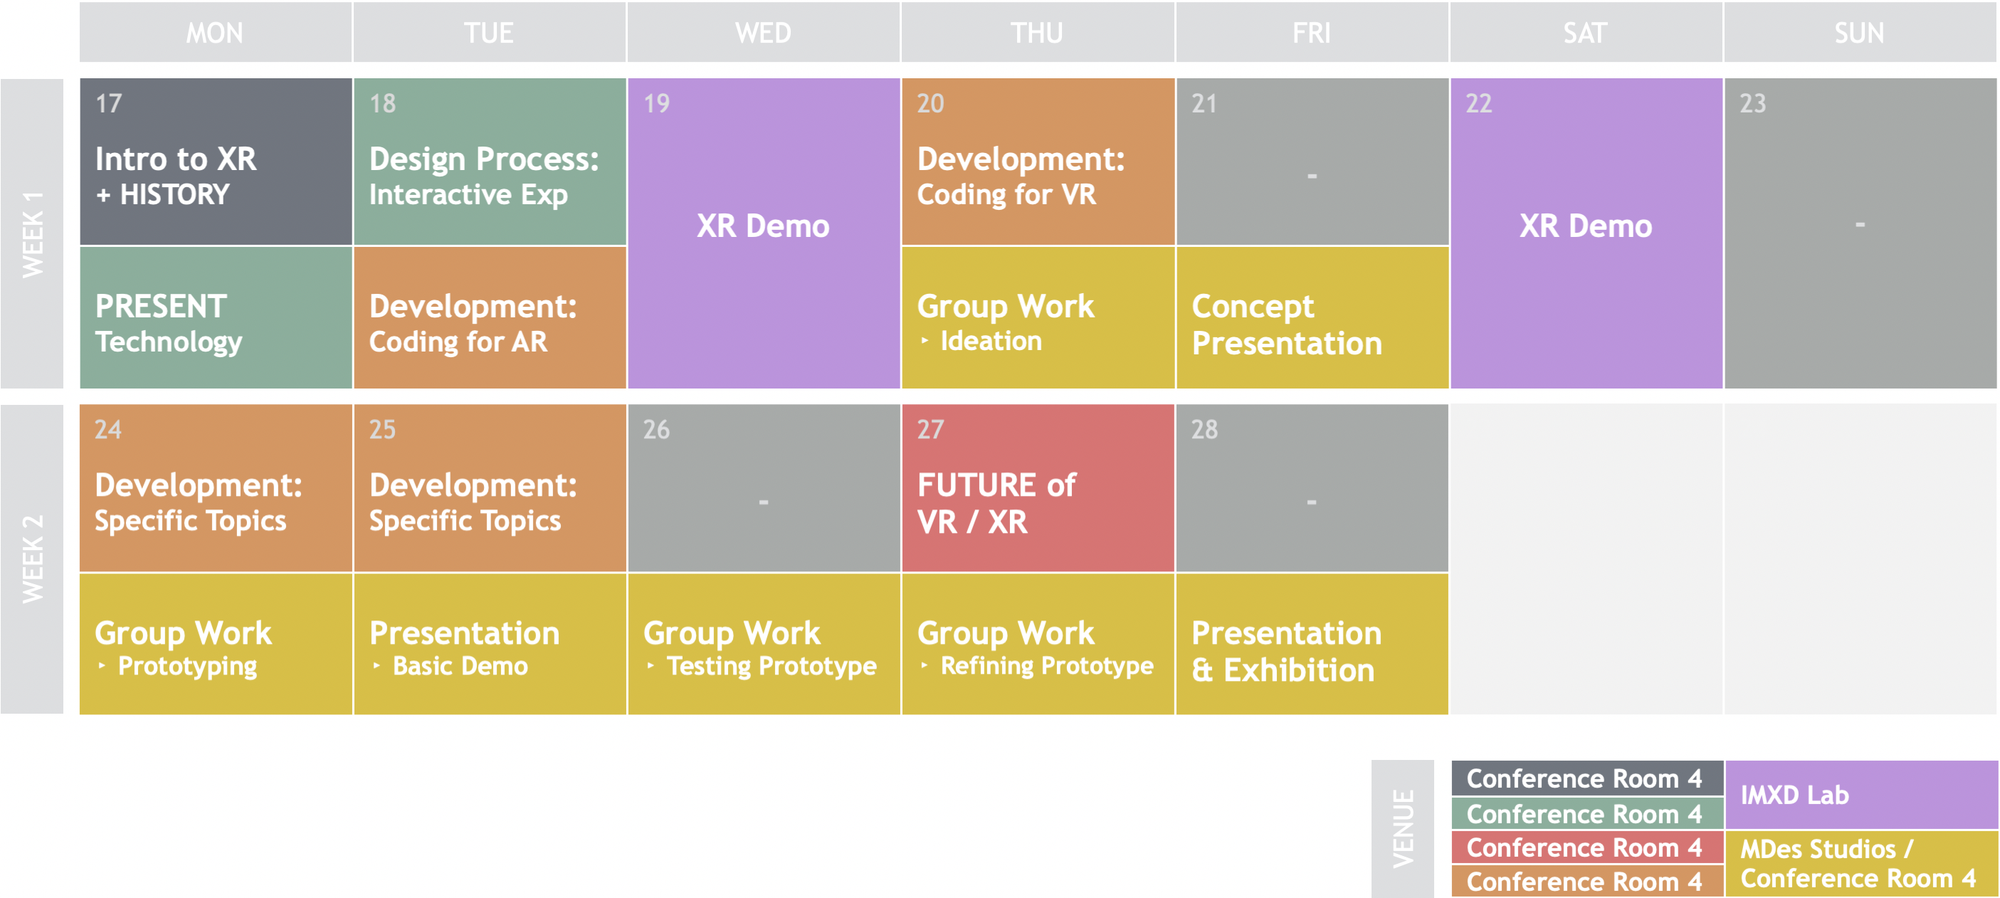 MON
TUE
WED
THU
FRI
SAT
SUN
WEEK 1
17
Intro to XR
+ HISTORY
PRESENT
Technology
18
Design Process:
Interactive Exp
Development:
Coding for AR
19
XR Demo
20
Development:
Coding for VR
Group Work
‣ Ideation
21
-
Concept
Presentation
22
XR Demo
23
-
WEEK 2
24
Development:
Specific Topics
Group Work
‣ Prototyping
25
Development:
Specific Topics
Presentation
‣ Basic Demo
26
-
Group Work
‣ Testing Prototype
27
FUTURE of
VR / XR
Group Work
‣ Refining Prototype
28
-
Presentation
& Exhibition
VENUE
Conference Room 4
Conference Room 4
Conference Room 4
Conference Room 4
IMXD Lab
MDes Studios /
Conference Room 4